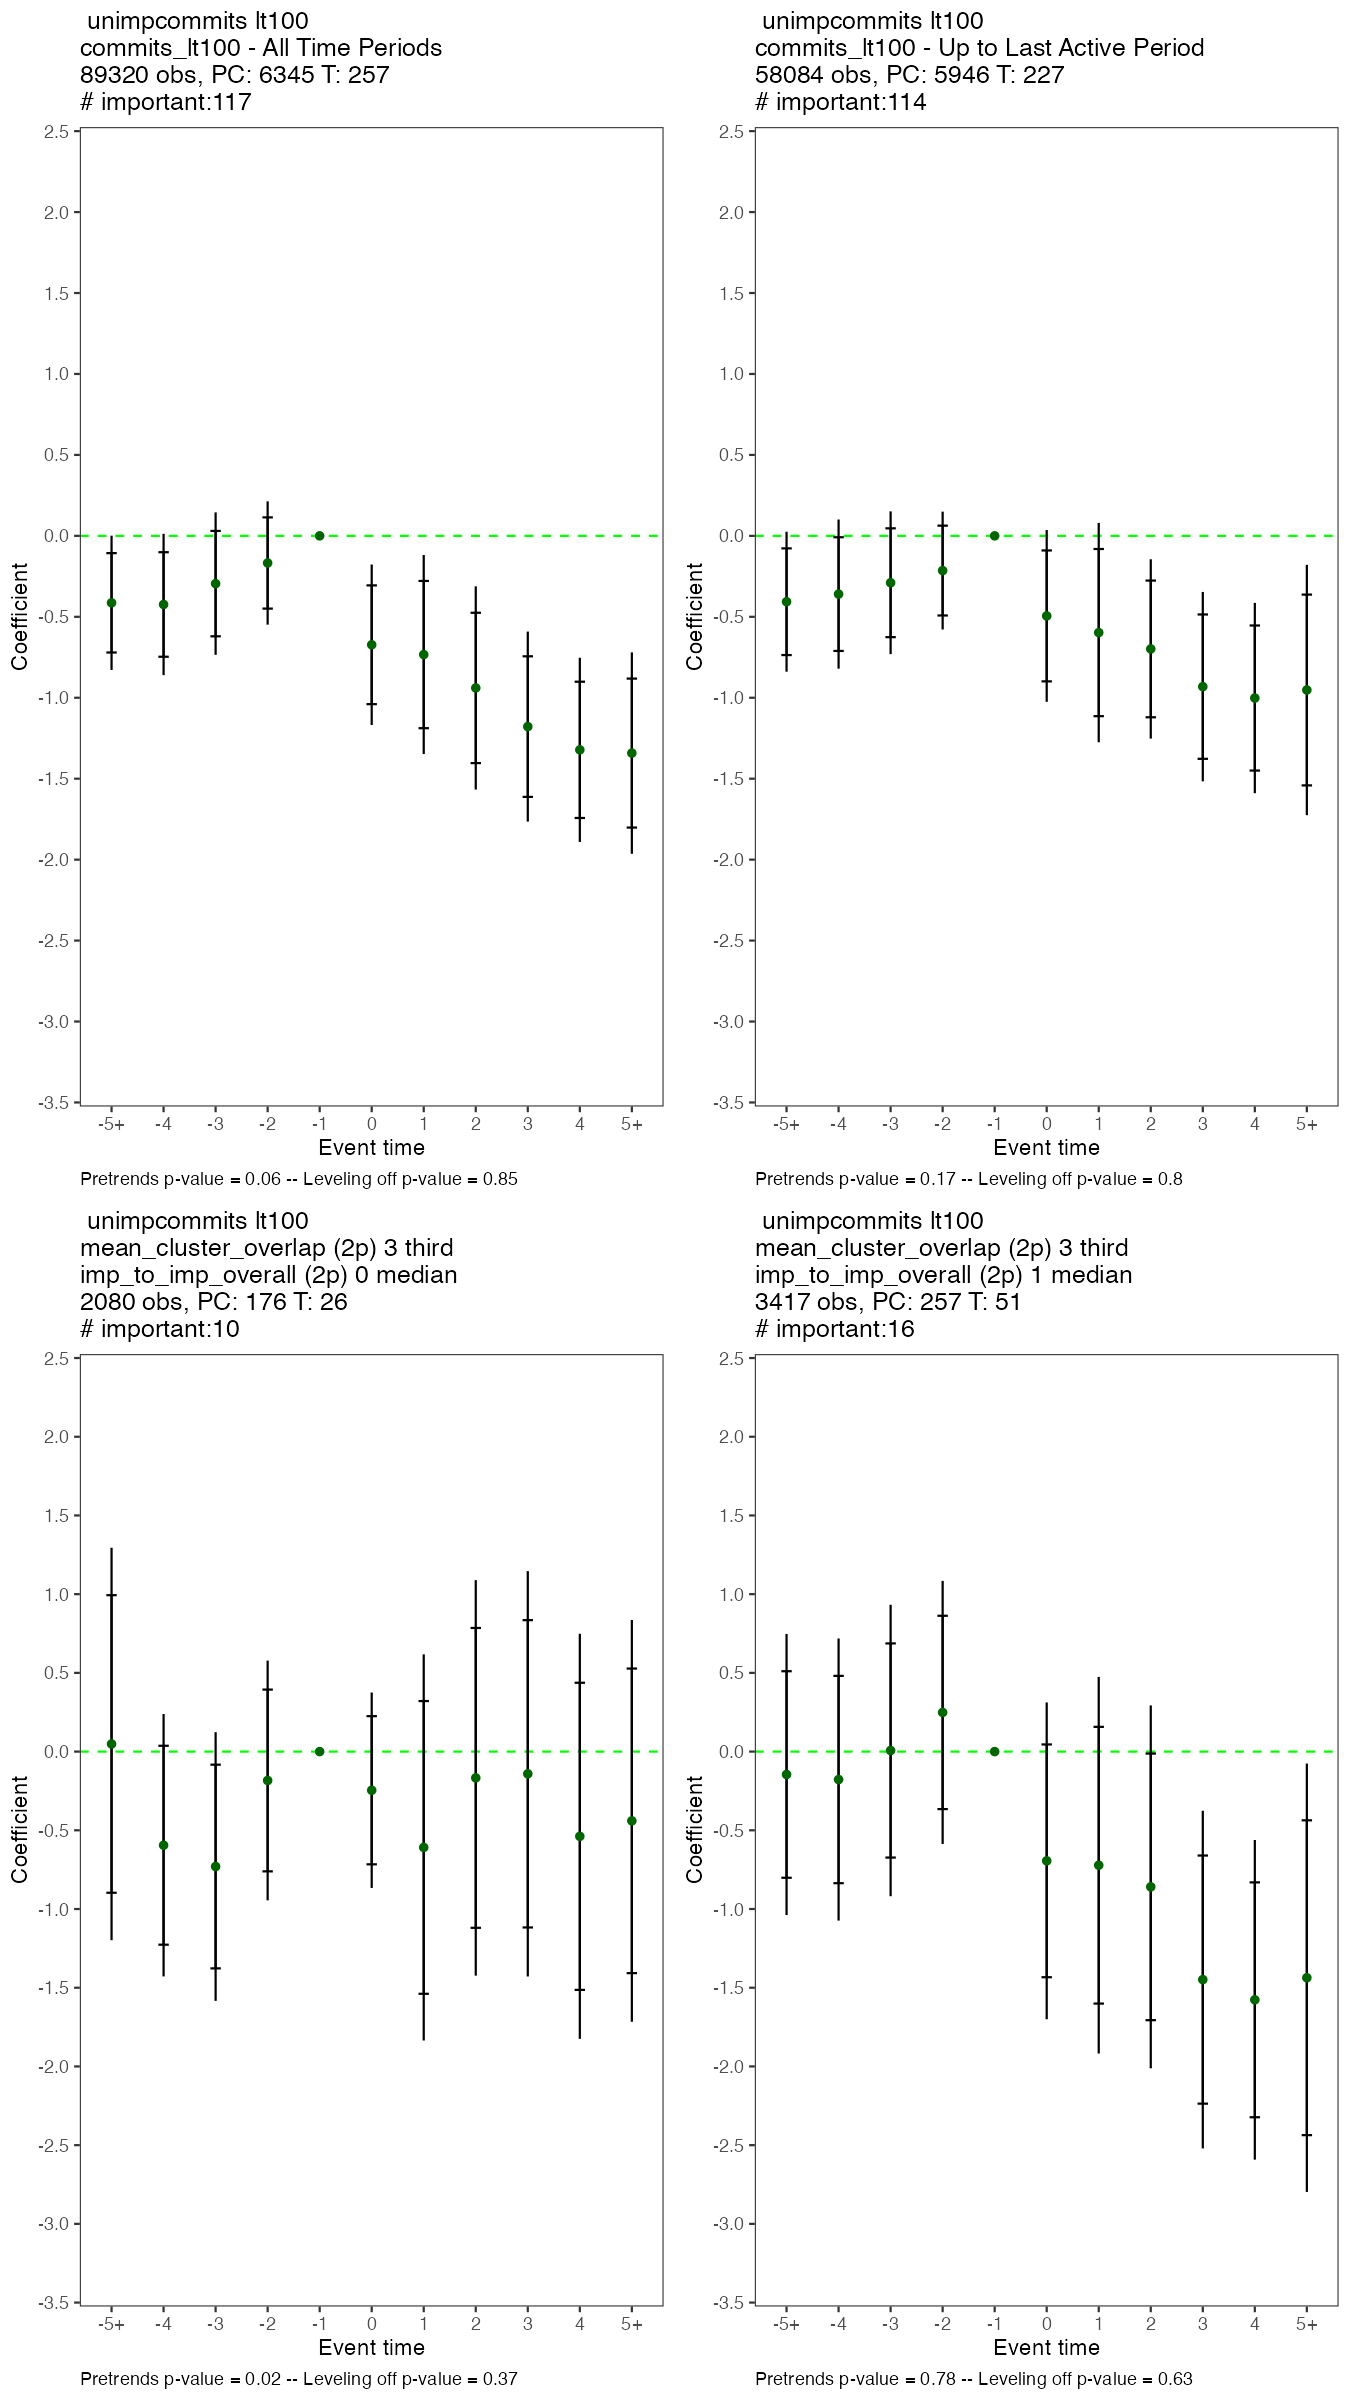 unimpcommits lt100
commits_lt100 - All Time Periods
89320 obs, PC: 6345 T: 257
# important:117
2.5
2.0
1.5
1.0
0.5
0.0
-0.5
-1.0
-1.5
-2.0
-2.5
-3.0
-3.5
Coefficient
-5+ -4 -3 -2 -1 0 1 2 3 4 5+
Event time
Pretrends p-value = 0.06 -- Leveling off p-value = 0.85
unimpcommits lt100
commits_lt100 - Up to Last Active Period
58084 obs, PC: 5946 T: 227
# important:114
2.5
2.0
1.5
1.0
0.5
0.0
-0.5
-1.0
-1.5
-2.0
-2.5
-3.0
-3.5
Coefficient
-5+ -4 -3 -2 -1 0 1 2 3 4 5+
Event time
Pretrends p-value = 0.17 -- Leveling off p-value = 0.8
unimpcommits lt100
mean_cluster_overlap (2p) 3 third
imp_to_imp_overall (2p) 0 median
2080 obs, PC: 176 T: 26
# important:10
2.5
2.0
1.5
1.0
0.5
0.0
-0.5
-1.0
-1.5
-2.0
-2.5
-3.0
-3.5
Coefficient
-5+ -4 -3 -2 -1 0 1 2 3 4 5+
Event time
Pretrends p-value = 0.02 -- Leveling off p-value = 0.37
unimpcommits lt100
mean_cluster_overlap (2p) 3 third
imp_to_imp_overall (2p) 1 median
3417 obs, PC: 257 T: 51
# important:16
2.5
2.0
1.5
1.0
0.5
0.0
-0.5
-1.0
-1.5
-2.0
-2.5
-3.0
-3.5
Coefficient
-5+ -4 -3 -2 -1 0 1 2 3 4 5+
Event time
Pretrends p-value = 0.78 -- Leveling off p-value = 0.63